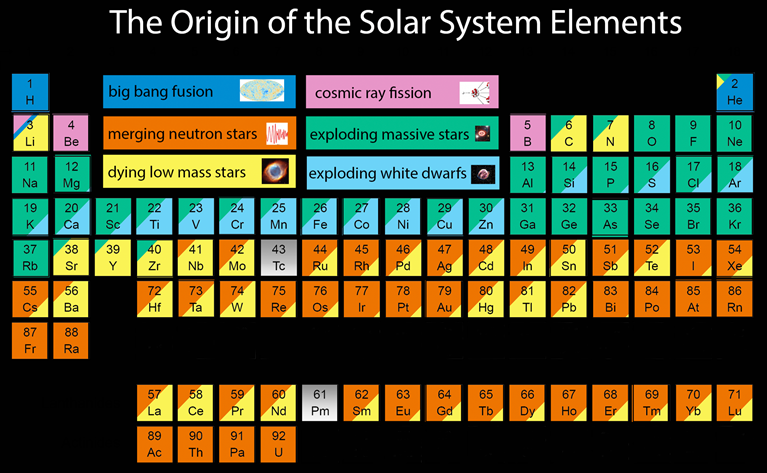 The Origin of the Solar System Elements
1 2
H big bang fusion cosmic ray fission He
3 4 merging neutron stars exploding massive stars 5 6 7 8 9 10
Li Be B C N O F Ne
11 12 dying low mass stars exploding white dwarfs 13 14 15 16 17 18
Na Mg Al Si P S Cl Ar
19 20 21 22 23 24 25 26 27 28 29 30 31 32 33 34 35 36
K Ca Sc Ti V Cr Mn Fe Co Ni Cu Zn Ga Ge As Se Br Kr
37 38 39 40 41 42 43 44 45 46 47 48 49 50 51 52 53 54
Rb Sr Y Zr Nb Mo Tc Ru Rh Pd Ag Cd In Sn Sb Te I Xe
55 56 72 73 74 75 76 77 78 79 80 81 82 83 84 85 86
Cs Ba Hf Ta W Re Os Ir Pt Au Hg Tl Pb Bi Po At Rn
87 88
Fr Ra
57 58 59 60 61 62 63 64 65 66 67 68 69 70 71
La Ce Pr Nd Pm Sm Eu Gd Tb Dy Ho Er Tm Yb Lu
89 90 91 92
Ac Th Pa U